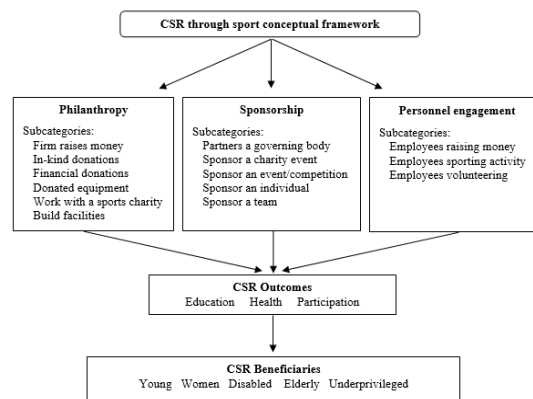 CSR through sport conceptual framework
Philanthropy
Subcategories:
Firm raises money
In-kind donations
Financial donations
Donated equipment
Work with a sports charity
Build facilities
Sponsorship
Subcategories:
Partners a governing body
Sponsor a charity event
Sponsor an event/competition
Sponsor an individual
Sponsor a team
Personnel engagement
Subcategories:
Employees raising money
Employees sporting activity
Employees volunteering
CSR Outcomes
Education Health Participation
CSR Beneficiaries
Young Women Disabled Elderly Underprivileged